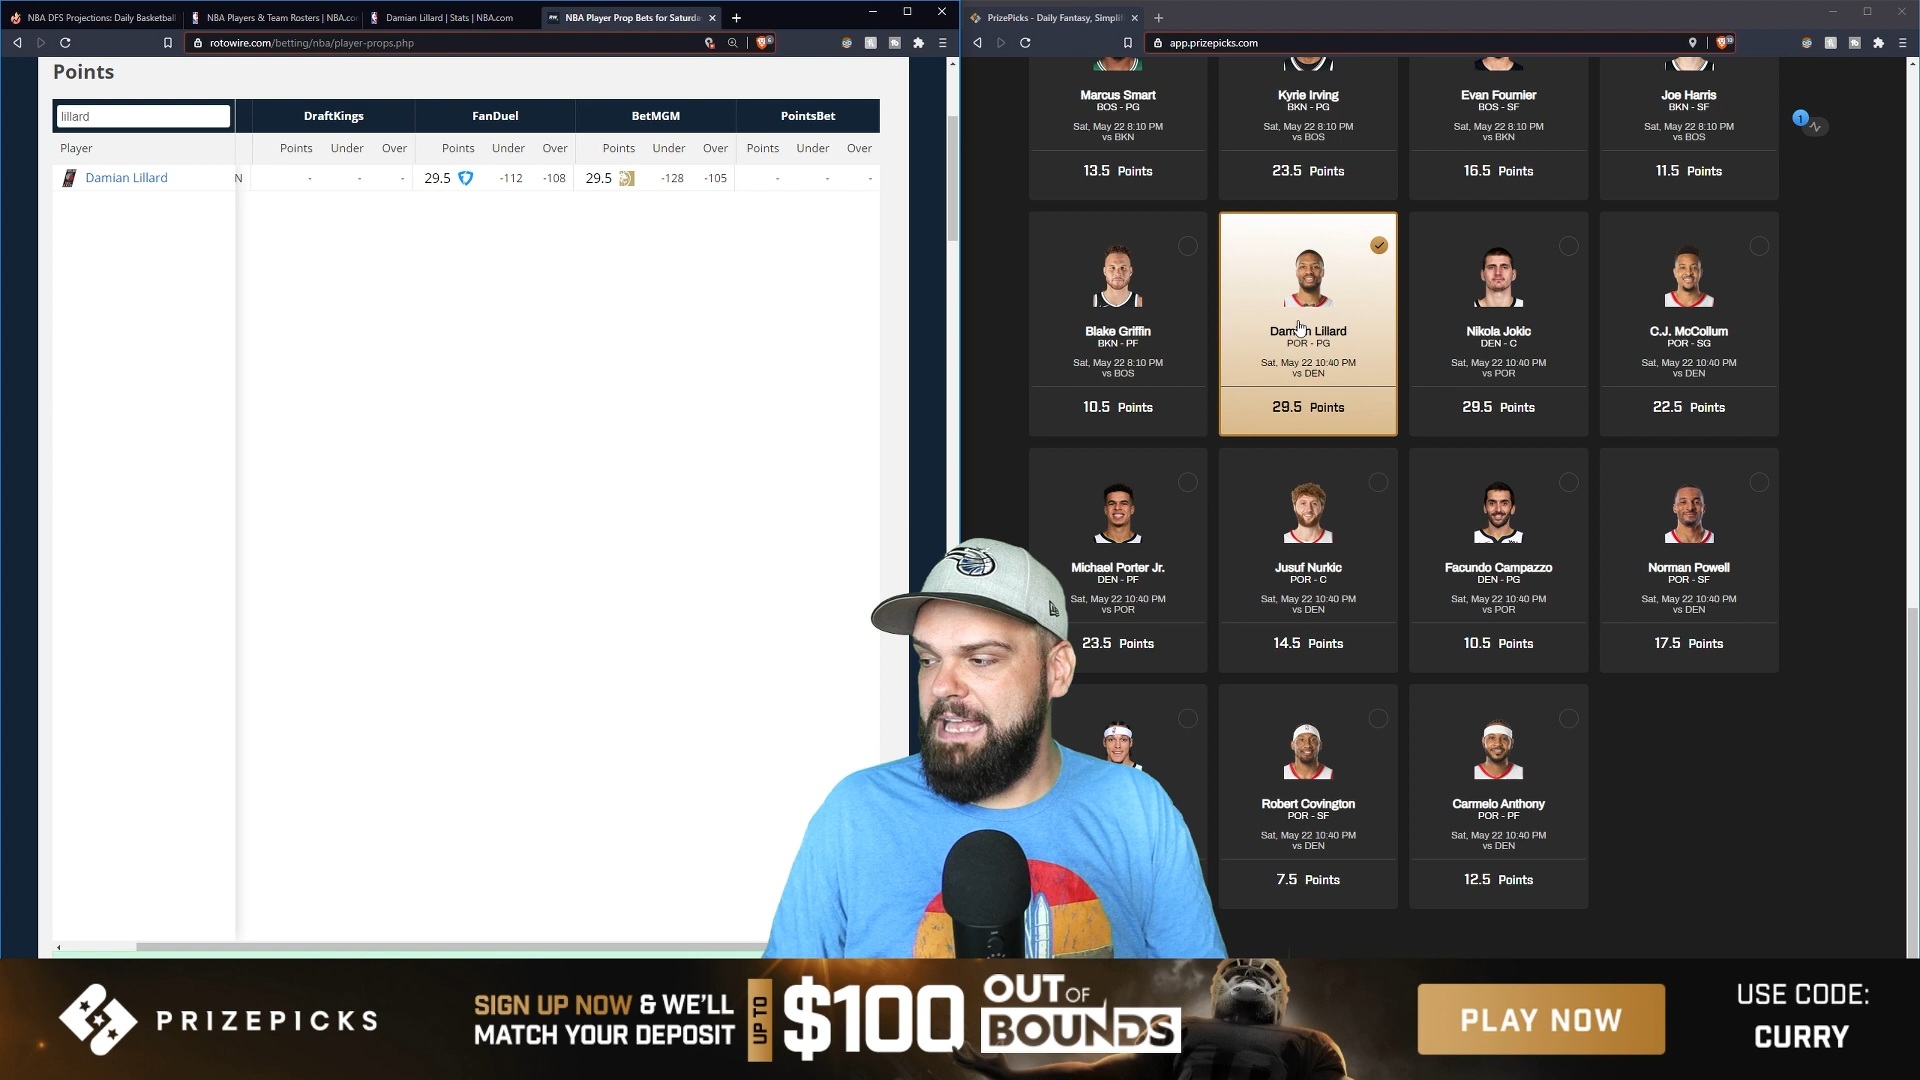 NBA DFS Projections: Daily Basketball
NBA Players & Team Rosters | NBA.co
Damian Lillard | Stats | NBA.com
NBA Player Prop Bets for Saturda
PrizePicks - Daily Fantasy, Simplifi
rotowire.com/betting/nba/player-props.php
app.prizepicks.com
Points
lillard
DraftKings
FanDuel
BetMGM
PointsBet
Player
Points Under Over
Points Under Over
Points Under Over
Points Under Over
Damian Lillard N - - - 29.5 -112 -108 29.5 -128 -105 - - -
1
Marcus Smart
BOS - PG
Sat, May 22 8:10 PM
vs BKN
13.5 Points
Kyrie Irving
BKN - PG
Sat, May 22 8:10 PM
vs BOS
23.5 Points
Evan Fournier
BOS - SF
Sat, May 22 8:10 PM
vs BKN
16.5 Points
Joe Harris
BKN - SF
Sat, May 22 8:10 PM
vs BOS
11.5 Points
Blake Griffin
BKN - PF
Sat, May 22 8:10 PM
vs BOS
10.5 Points
Damian Lillard
POR - PG
Sat, May 22 10:40 PM
vs DEN
29.5 Points
Nikola Jokic
DEN - C
Sat, May 22 10:40 PM
vs POR
29.5 Points
C.J. McCollum
POR - SG
Sat, May 22 10:40 PM
vs DEN
22.5 Points
Michael Porter Jr.
DEN - PF
Sat, May 22 10:40 PM
vs POR
23.5 Points
Jusuf Nurkic
POR - C
Sat, May 22 10:40 PM
vs DEN
14.5 Points
Facundo Campazzo
DEN - PG
Sat, May 22 10:40 PM
vs POR
10.5 Points
Norman Powell
POR - SF
Sat, May 22 10:40 PM
vs DEN
17.5 Points
Robert Covington
POR - SF
Sat, May 22 10:40 PM
vs DEN
7.5 Points
Carmelo Anthony
POR - PF
Sat, May 22 10:40 PM
vs DEN
12.5 Points
PRIZEPICKS
SIGN UP NOW & WE'LL
MATCH YOUR DEPOSIT
UP TO
$100
OUT OF
BOUNDS
PLAY NOW
USE CODE:
CURRY